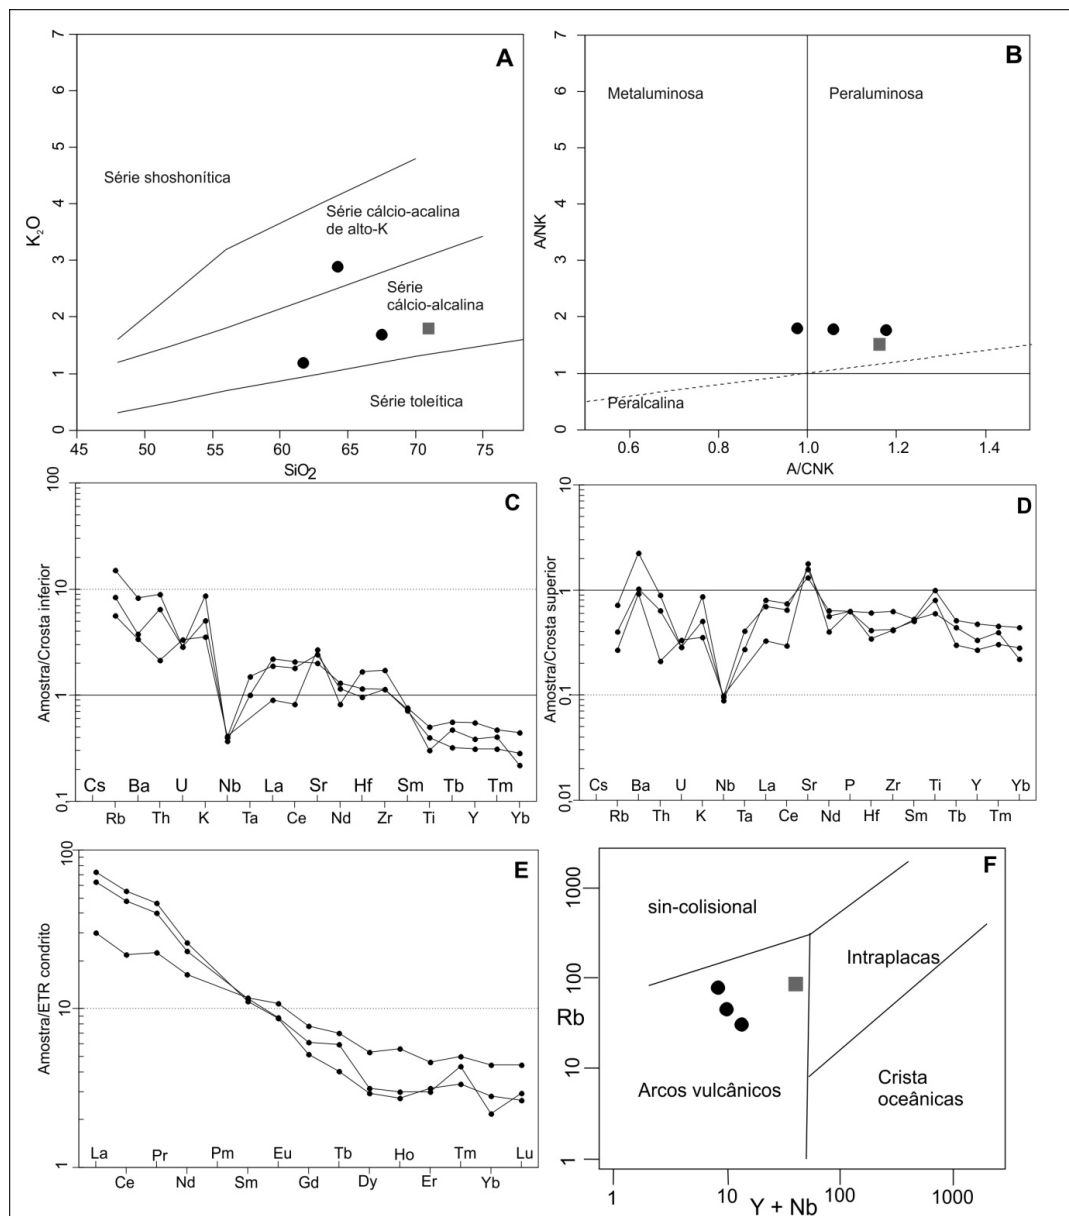 A
7
6
5
4
3
2
1
0
K2O
Série shoshonítica
Série cálcio-acalina
de alto-K
Série
cálcio-alcalina
Série toleítica
45
50
55
60
65
70
75
SiO2
B
7
6
5
4
3
2
1
0
A/NK
Metaluminosa
Peraluminosa
Peralcalina
0.6
0.8
1.0
1.2
1.4
A/CNK
C
100
10
1
0,1
Amostra/Crosta inferior
Cs Ba U Nb La Sr Hf Sm Tb Tm
Rb Th K Ta Ce Nd Zr Ti Y Yb
D
10
1
0,1
0,01
Amostra/Crosta superior
Cs Ba U Nb La Sr P Zr Ti Y Yb
Rb Th K Ta Ce Nd Hf Sm Tb Tm
E
100
10
1
Amostra/ETR condrito
La Pr Pm Eu Tb Ho Tm Lu
Ce Nd Sm Gd Dy Er Yb
F
1000
100
10
1
Rb
sin-colisional
Intraplacas
Arcos vulcânicos
Crista
oceânicas
1
10
100
1000
Y + Nb